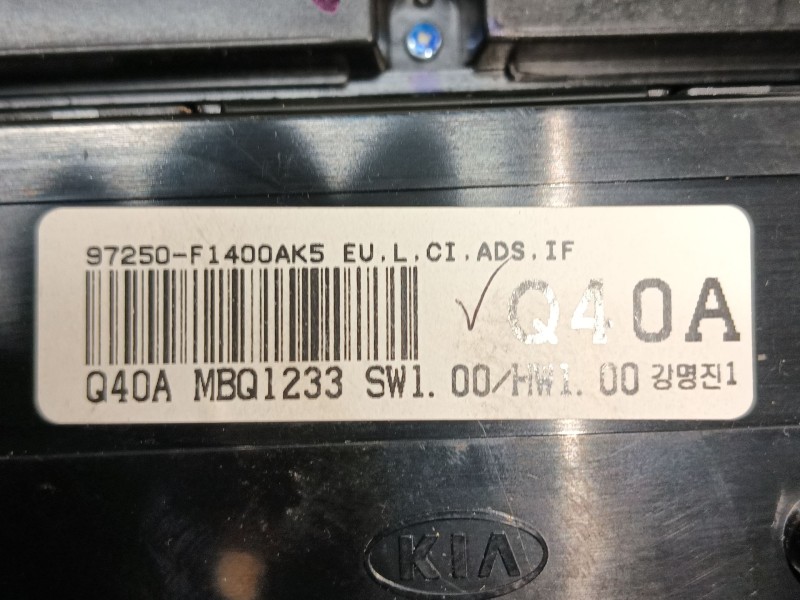 97250-F1400AK5 EU.L.CI.ADS.IF
Q40A
Q40A MBQ1233 SW1.00/HW1.00 강명진1
KIA